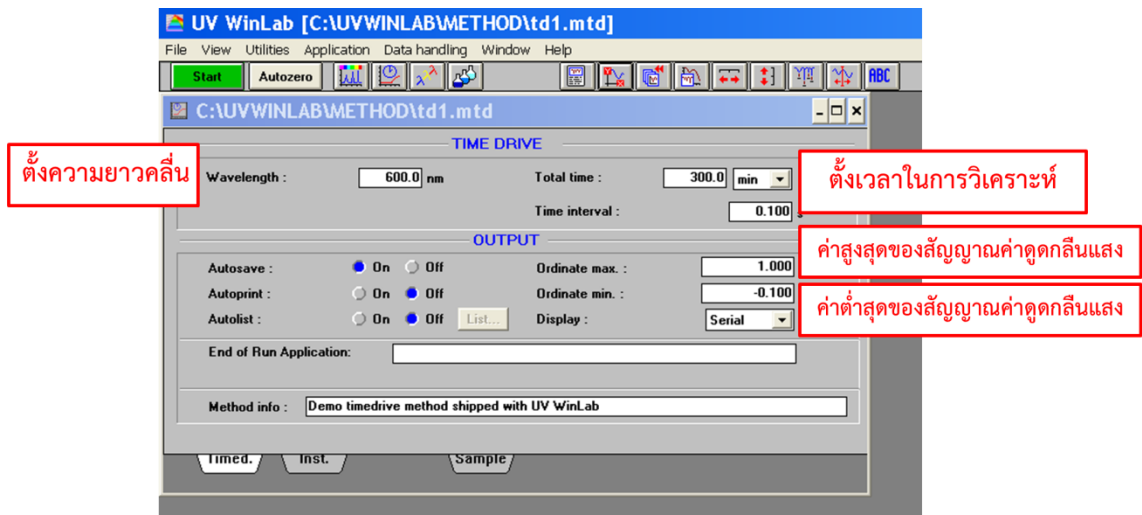 UV WinLab [C:\UVWINLAB\METHOD\td1.mtd]
File View Utilities Application Data handling Window Help
Start Autozero ABC
C:\UVWINLAB\METHOD\td1.mtd
TIME DRIVE
ตั้งความยาวคลื่น
Wavelength : 600.0 nm Total time : 300.0 min
ตั้งเวลาในการวิเคราะห์
Time interval : 0.100 s
OUTPUT
ค่าสูงสุดของสัญญาณค่าดูดกลืนแสง
Autosave : On Off Ordinate max. : 1.000
Autoprint : On Off Ordinate min. : -0.100
ค่าต่ำสุดของสัญญาณค่าดูดกลืนแสง
Autolist : On Off List... Display : Serial
End of Run Application:
Method info : Demo timedrive method shipped with UV WinLab
Timed. Inst. Sample